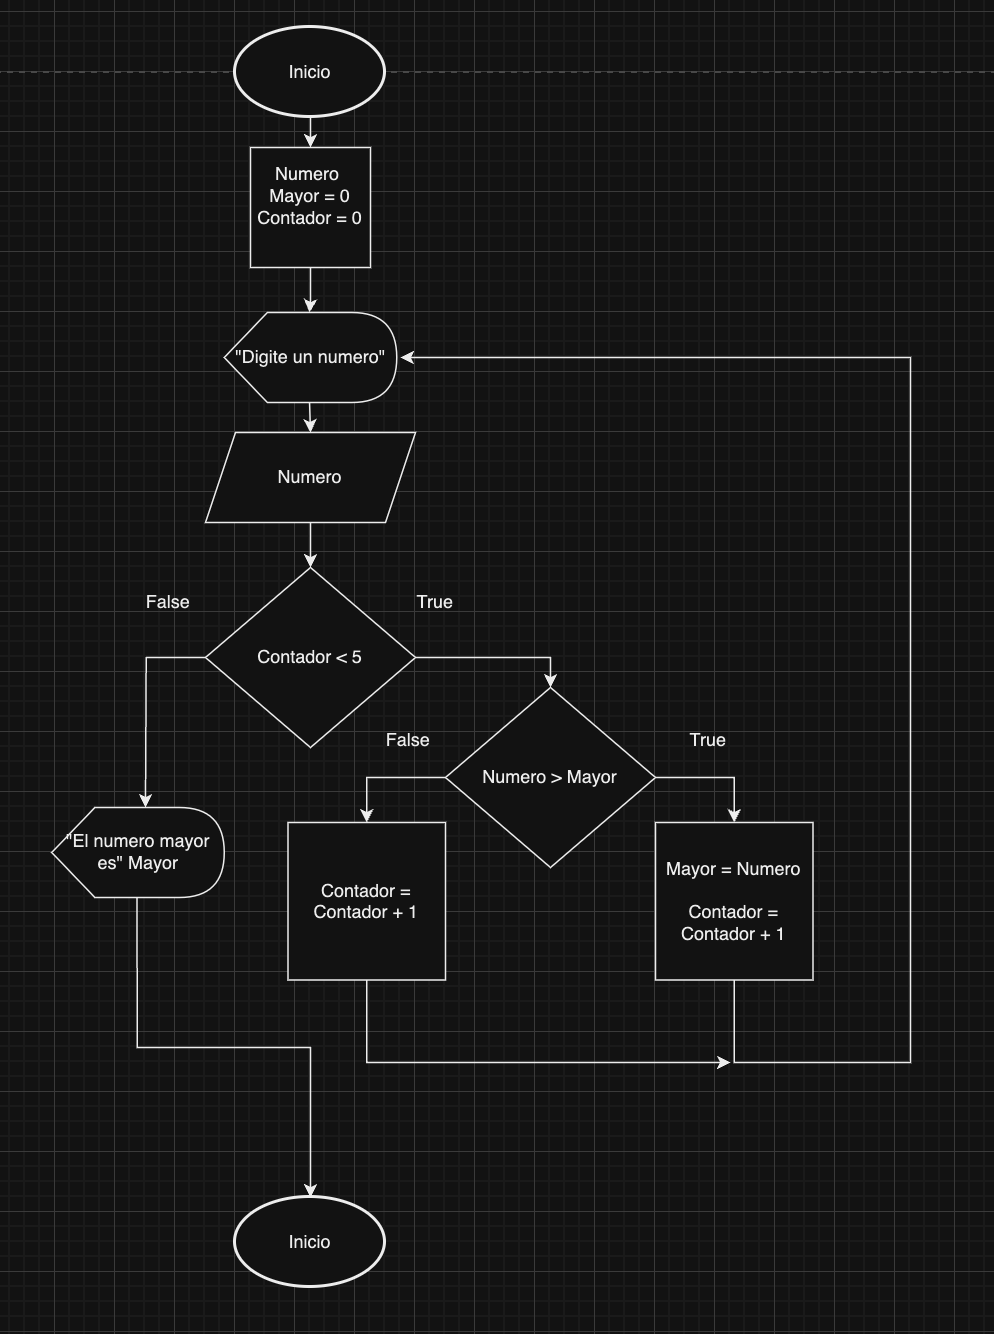 Inicio
Numero
Mayor = 0
Contador = 0
"Digite un numero"
Numero
False
True
Contador < 5
False
True
Numero > Mayor
"El numero mayor
es" Mayor
Contador =
Contador + 1
Mayor = Numero
Contador =
Contador + 1
Inicio